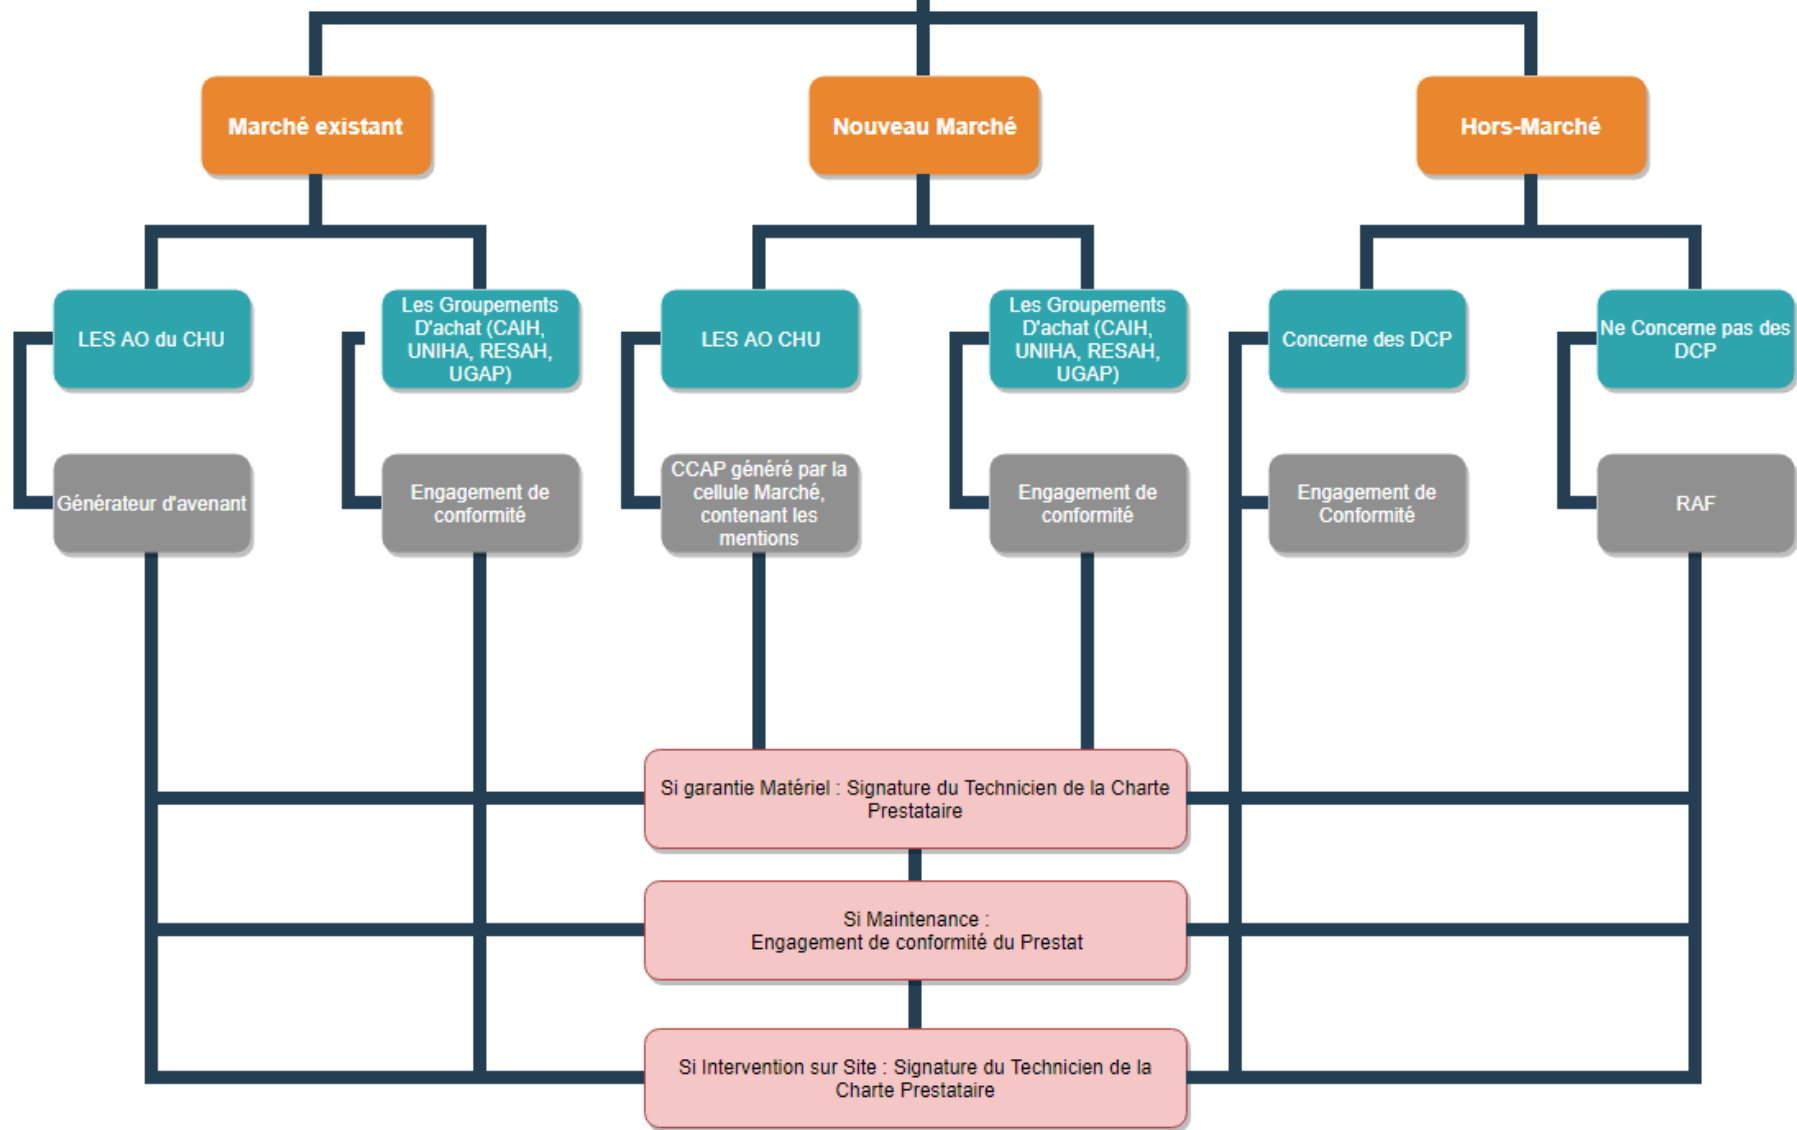 Marché existant
Nouveau Marché
Hors-Marché
LES AO du CHU
Les Groupements
D'achat (CAIH,
UNIHA, RESAH,
UGAP)
LES AO CHU
Les Groupements
D'achat (CAIH,
UNIHA, RESAH,
UGAP)
Concerne des DCP
Ne Concerne pas des
DCP
Générateur d'avenant
Engagement de
conformité
CCAP généré par la
cellule Marché,
contenant les
mentions
Engagement de
conformité
Engagement de
Conformité
RAF
Si garantie Matériel : Signature du Technicien de la Charte
Prestataire
Si Maintenance :
Engagement de conformité du Prestat
Si Intervention sur Site : Signature du Technicien de la
Charte Prestataire